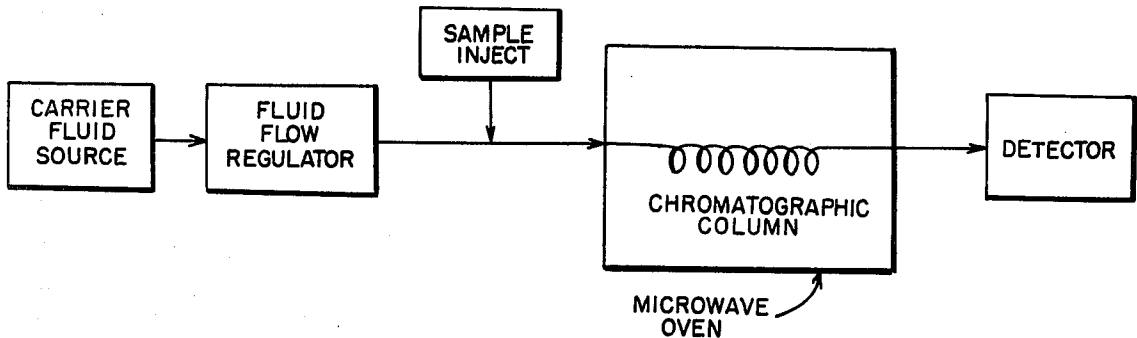 CARRIER
FLUID
SOURCE
FLUID
FLOW
REGULATOR
SAMPLE
INJECT
CHROMATOGRAPHIC
COLUMN
MICROWAVE
OVEN
DETECTOR